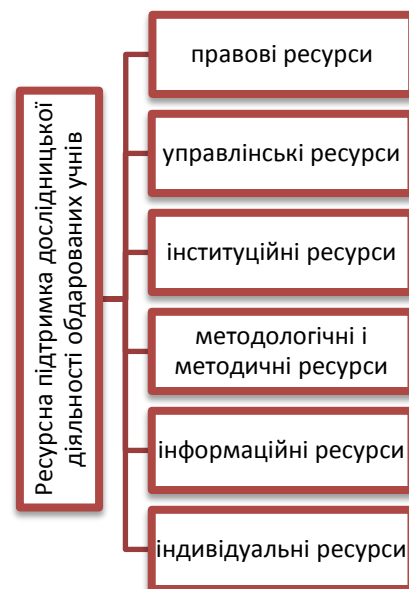 Ресурсна підтримка дослідницької
діяльності обдарованих учнів
правові ресурси
управлінські ресурси
інституційні ресурси
методологічні і
методичні ресурси
інформаційні ресурси
індивідуальні ресурси